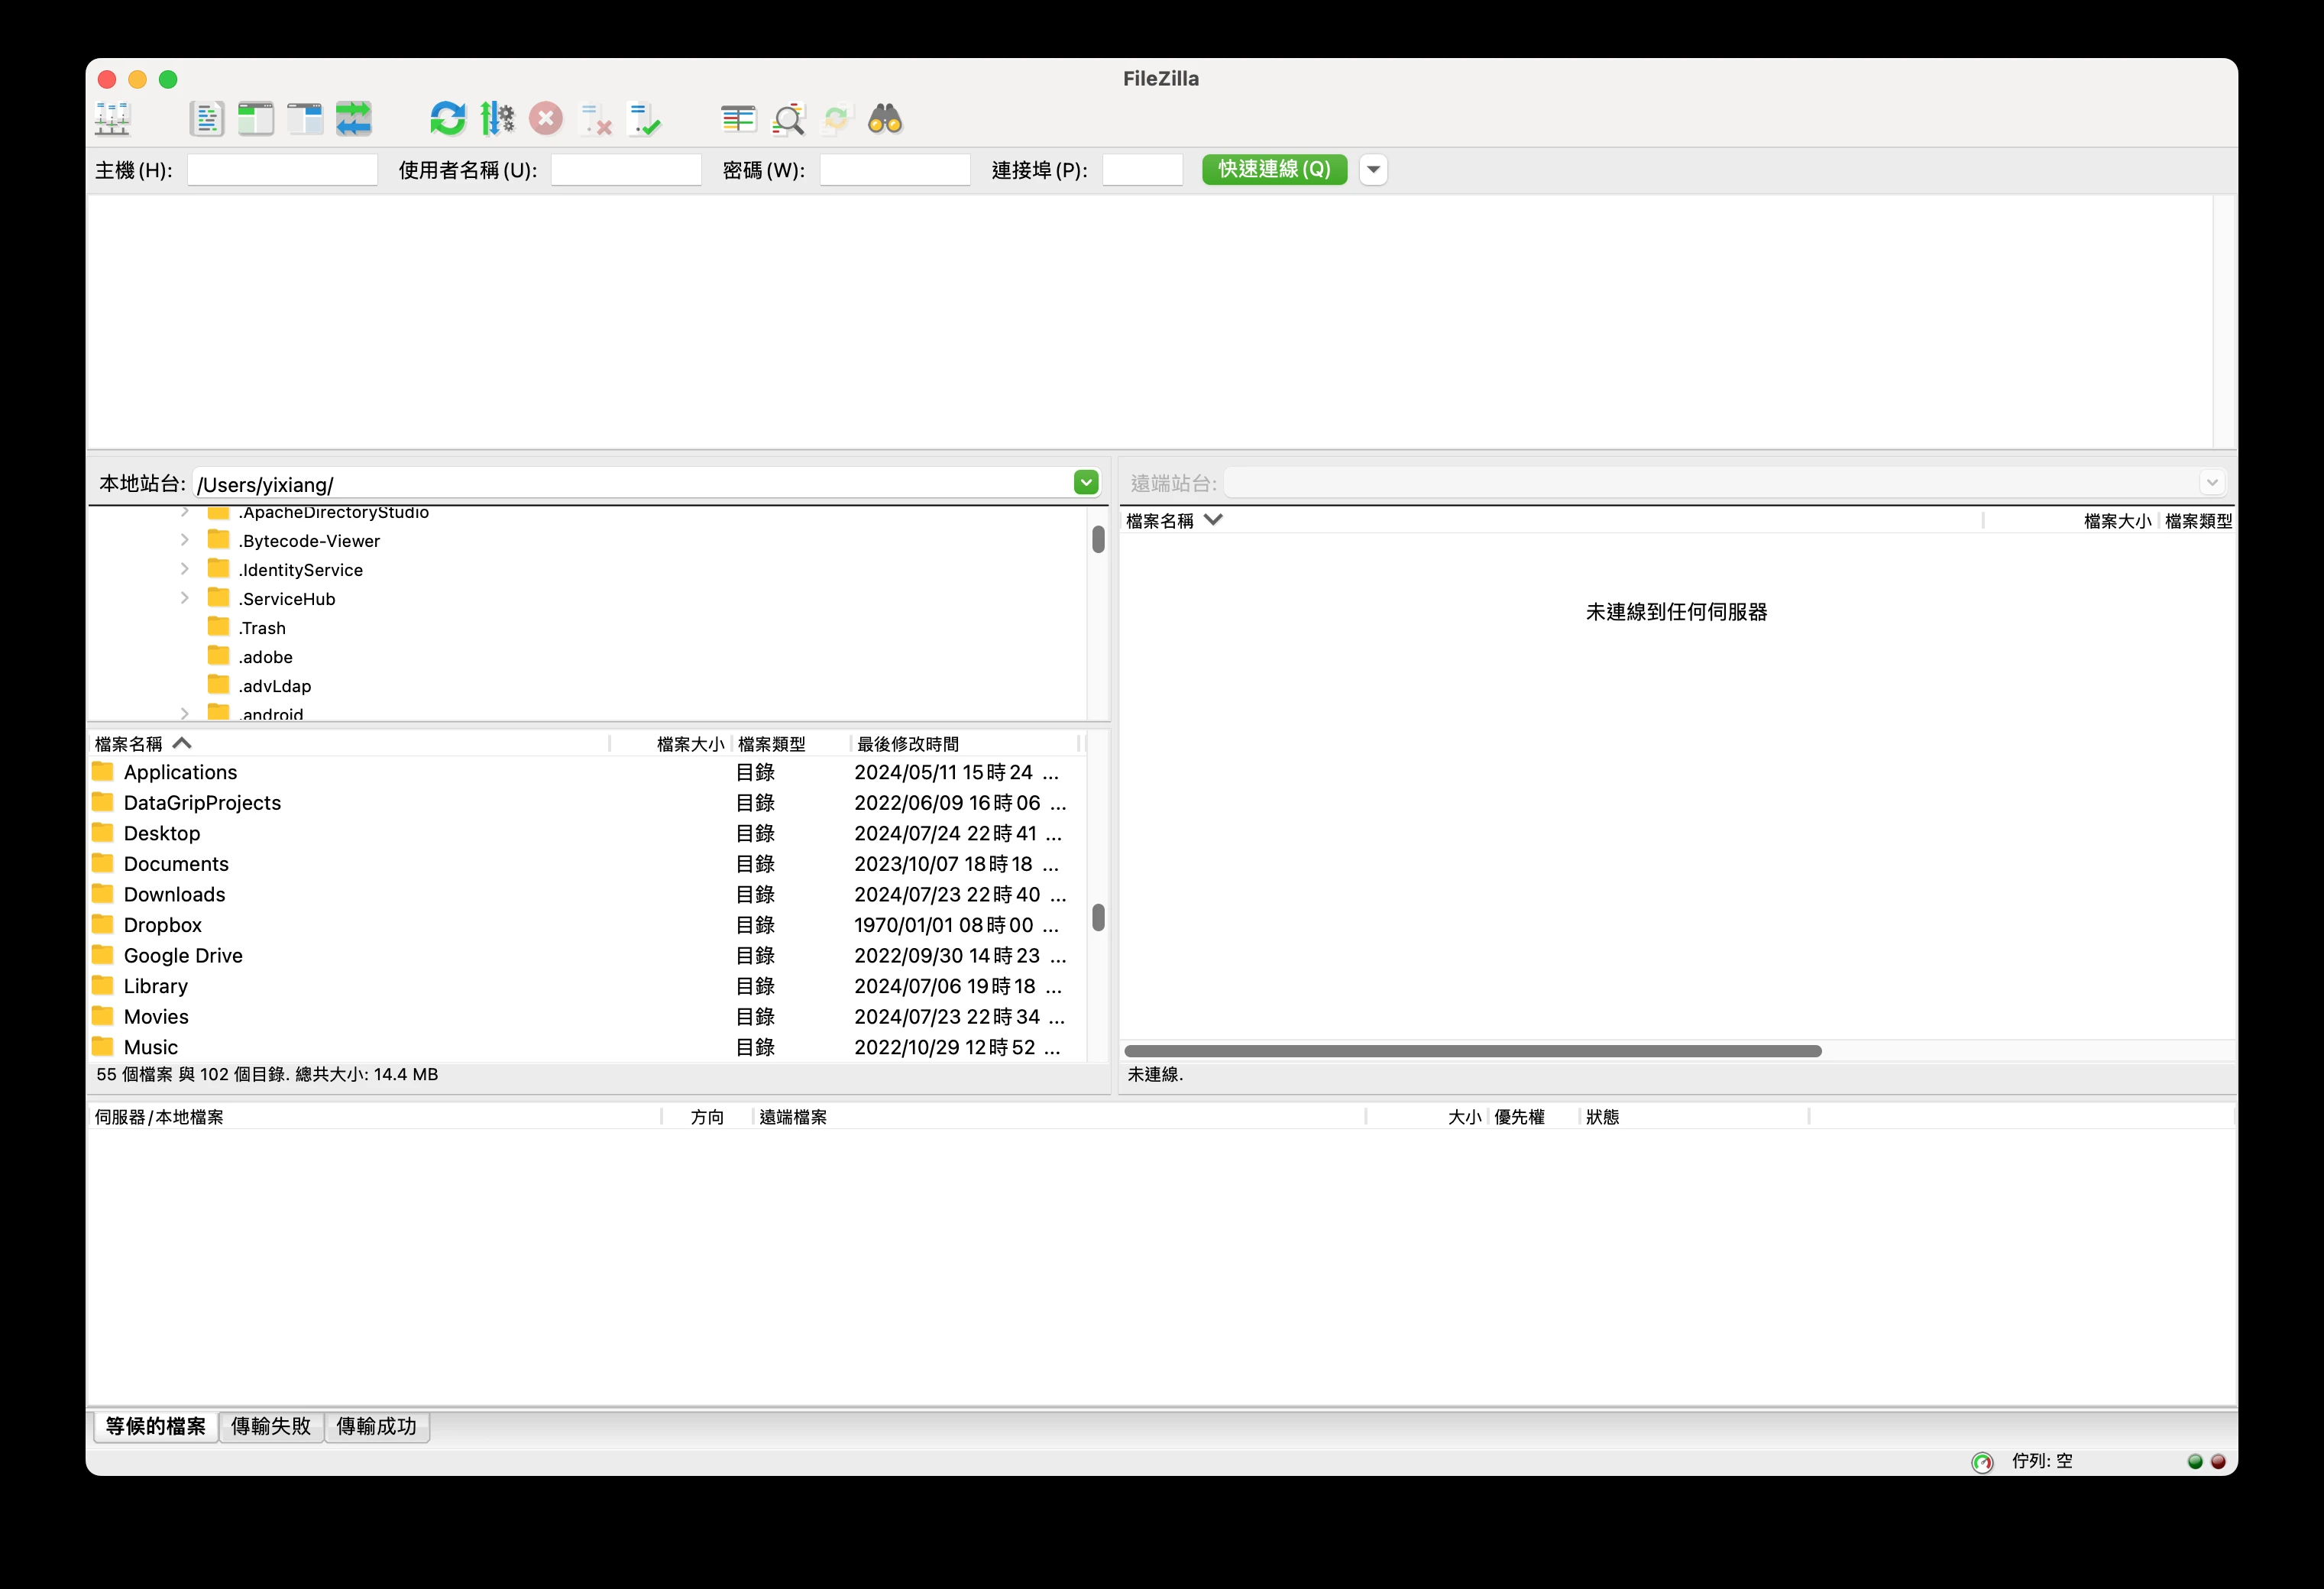 FileZilla
主機(H): 使用者名稱(U): 密碼(W): 連接埠(P): 快速連線(Q)
本地站台: /Users/yixiang/
.ApacheDirectoryStudio
.Bytecode-Viewer
.IdentityService
.ServiceHub
.Trash
.adobe
.advLdap
.android
檔案名稱 檔案大小 檔案類型 最後修改時間
Applications 目錄 2024/05/11 15時24 ...
DataGripProjects 目錄 2022/06/09 16時06 ...
Desktop 目錄 2024/07/24 22時41 ...
Documents 目錄 2023/10/07 18時18 ...
Downloads 目錄 2024/07/23 22時40 ...
Dropbox 目錄 1970/01/01 08時00 ...
Google Drive 目錄 2022/09/30 14時23 ...
Library 目錄 2024/07/06 19時18 ...
Movies 目錄 2024/07/23 22時34 ...
Music 目錄 2022/10/29 12時52 ...
55 個檔案 與 102 個目錄. 總共大小: 14.4 MB
遠端站台:
檔案名稱 檔案大小 檔案類型
未連線到任何伺服器
未連線.
伺服器/本地檔案 方向 遠端檔案 大小 優先權 狀態
等候的檔案 傳輸失敗 傳輸成功
佇列: 空